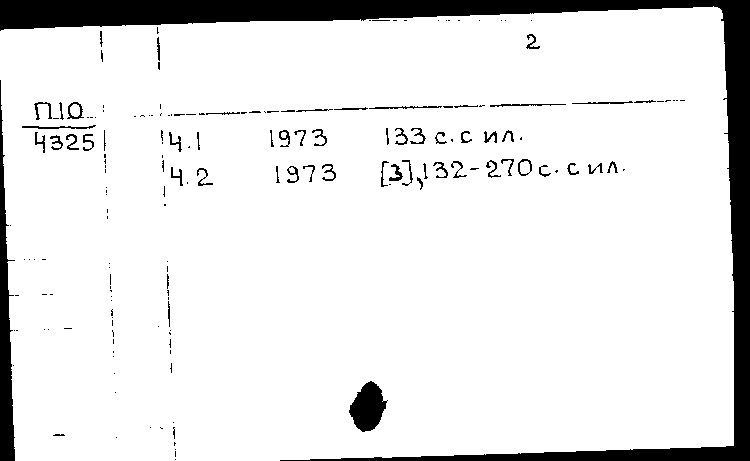 2
П10
4325
Ч.1 1973 133 с. с ил.
Ч.2 1973 [3], 132-270 с. с ил.